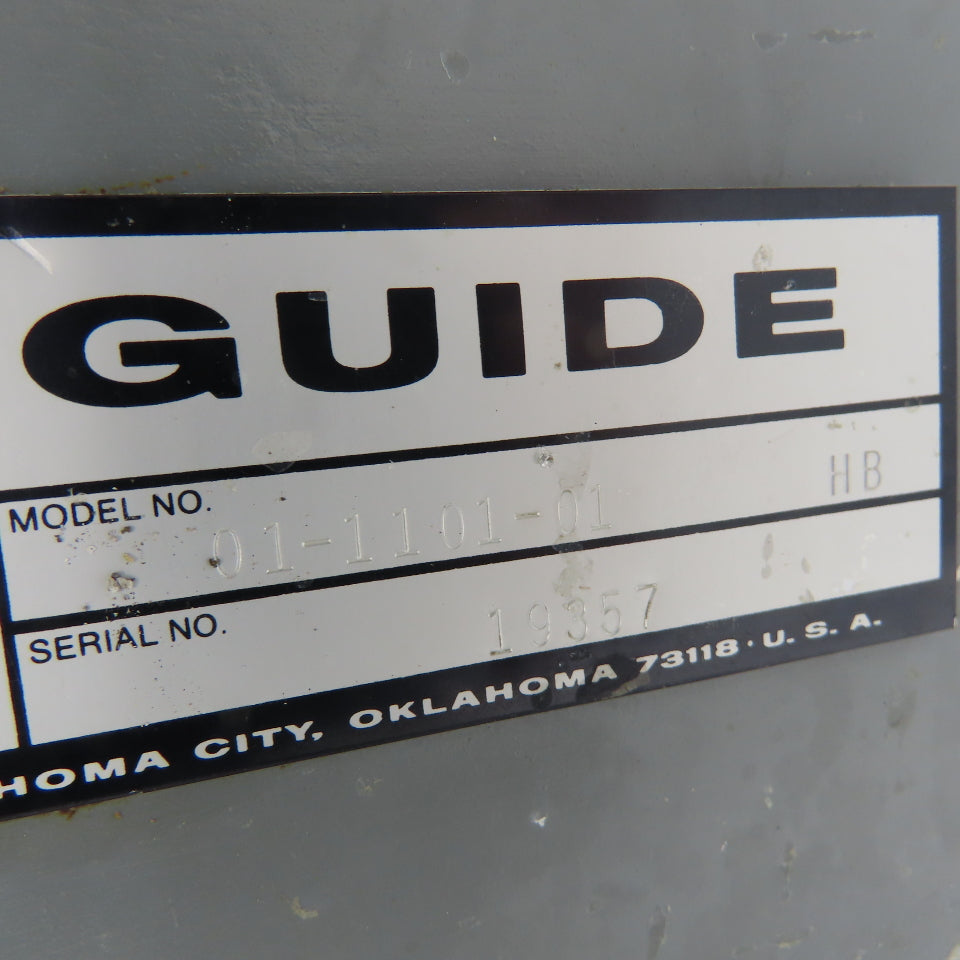 GUIDE
MODEL NO. 01-1101-01 HB
SERIAL NO. 19357
HOMA CITY, OKLAHOMA 73118 · U. S. A.